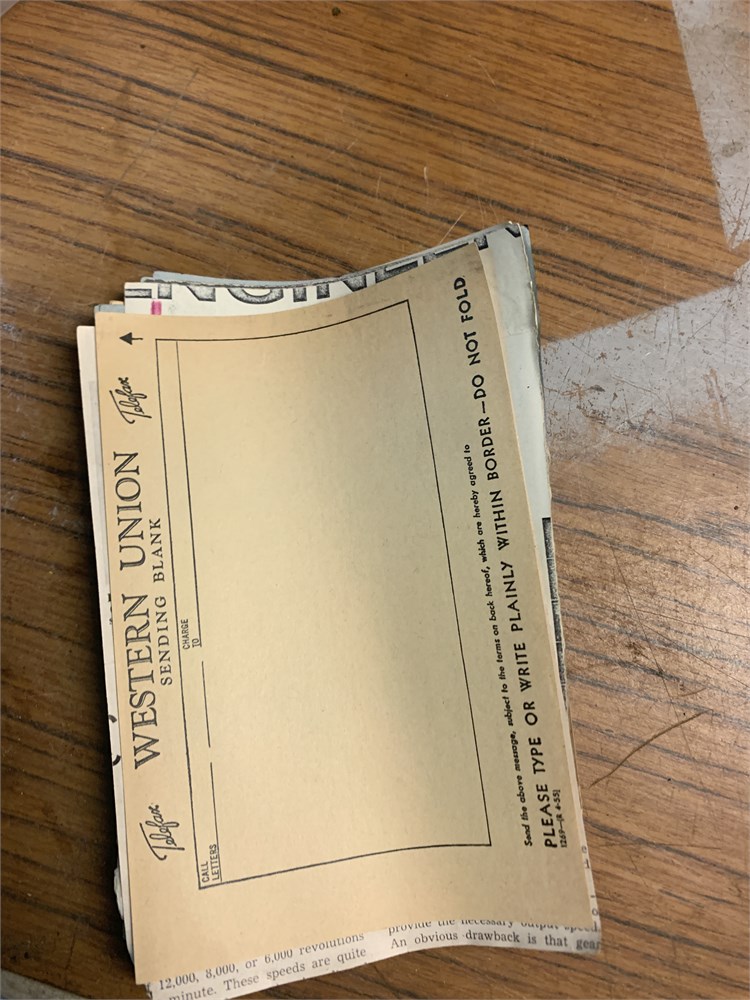 Telefax WESTERN UNION Telefax
SENDING BLANK
CALL
LETTERS
CHARGE
TO
Send the above message, subject to the terms on back hereof, which are hereby agreed to
PLEASE TYPE OR WRITE PLAINLY WITHIN BORDER—DO NOT FOLD
1269—(R 4-55)
12,000, 8,000, or 6,000 revolutions
minute. These speeds are quite
provide the necessary output speed.
An obvious drawback is that gear